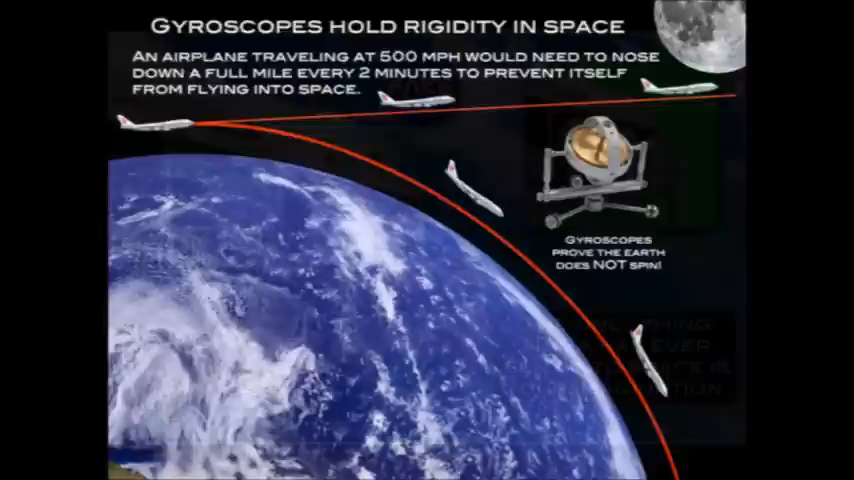 GYROSCOPES HOLD RIGIDITY IN SPACE
AN AIRPLANE TRAVELING AT 500 MPH WOULD NEED TO NOSE
DOWN A FULL MILE EVERY 2 MINUTES TO PREVENT ITSELF
FROM FLYING INTO SPACE.
GYROSCOPES
PROVE THE EARTH
DOES NOT SPIN!